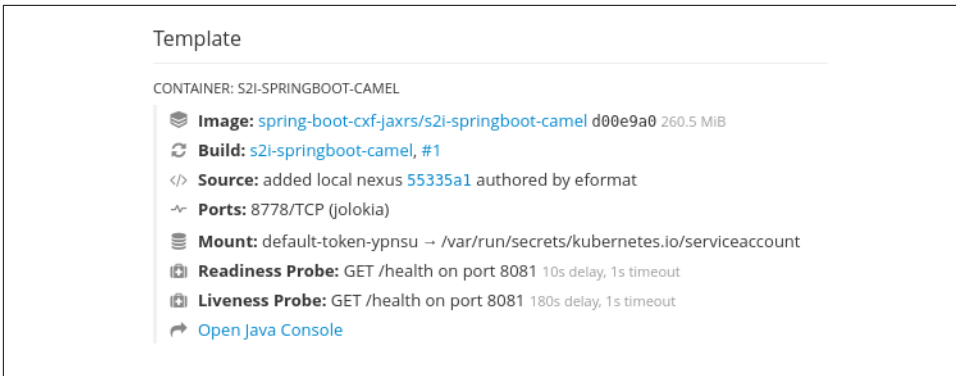 Template
CONTAINER: S2I-SPRINGBOOT-CAMEL
Image: spring-boot-cxf-jaxrs/s2i-springboot-camel d00e9a0 260.5 MiB
Build: s2i-springboot-camel, #1
Source: added local nexus 55335a1 authored by eformat
Ports: 8778/TCP (jolokia)
Mount: default-token-ypnsu → /var/run/secrets/kubernetes.io/serviceaccount
Readiness Probe: GET /health on port 8081 10s delay, 1s timeout
Liveness Probe: GET /health on port 8081 180s delay, 1s timeout
Open Java Console